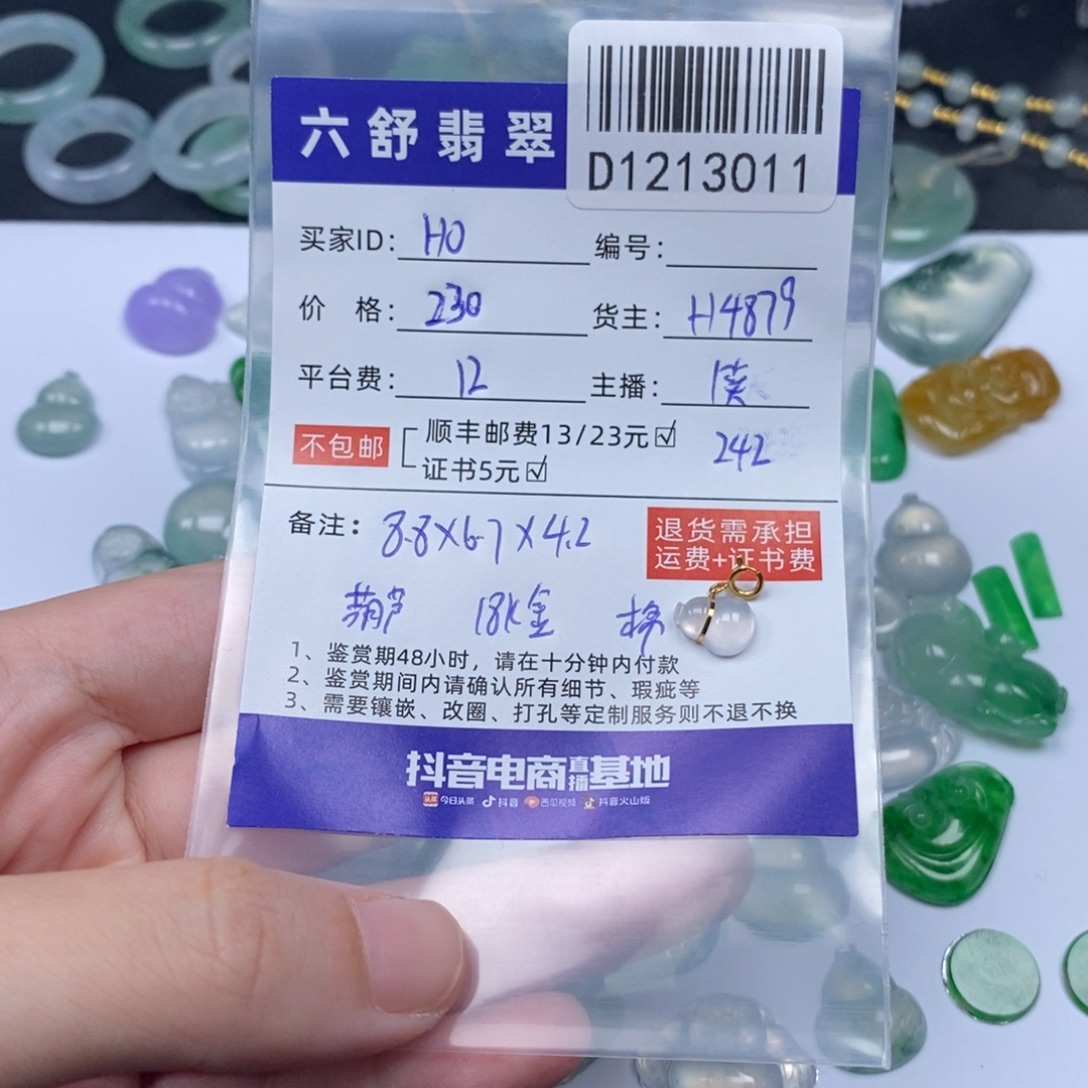 六舒翡翠
D1213011
买家ID: HO 编号:
价 格: 230 货主: H4879
平台费: 12 主播:
不包邮 顺丰邮费13/23元☑ 242
证书5元☑
备注: 8.8×6.7×4.2 退货需承担
运费+证书费
葫芦 18K金
1、鉴赏期48小时，请在十分钟内付款
2、鉴赏期间内请确认所有细节、瑕疵等
3、需要镶嵌、改圈、打孔等定制服务则不退不换
抖音电商直播基地
头条 今日头条 抖音 西瓜视频 抖音火山版